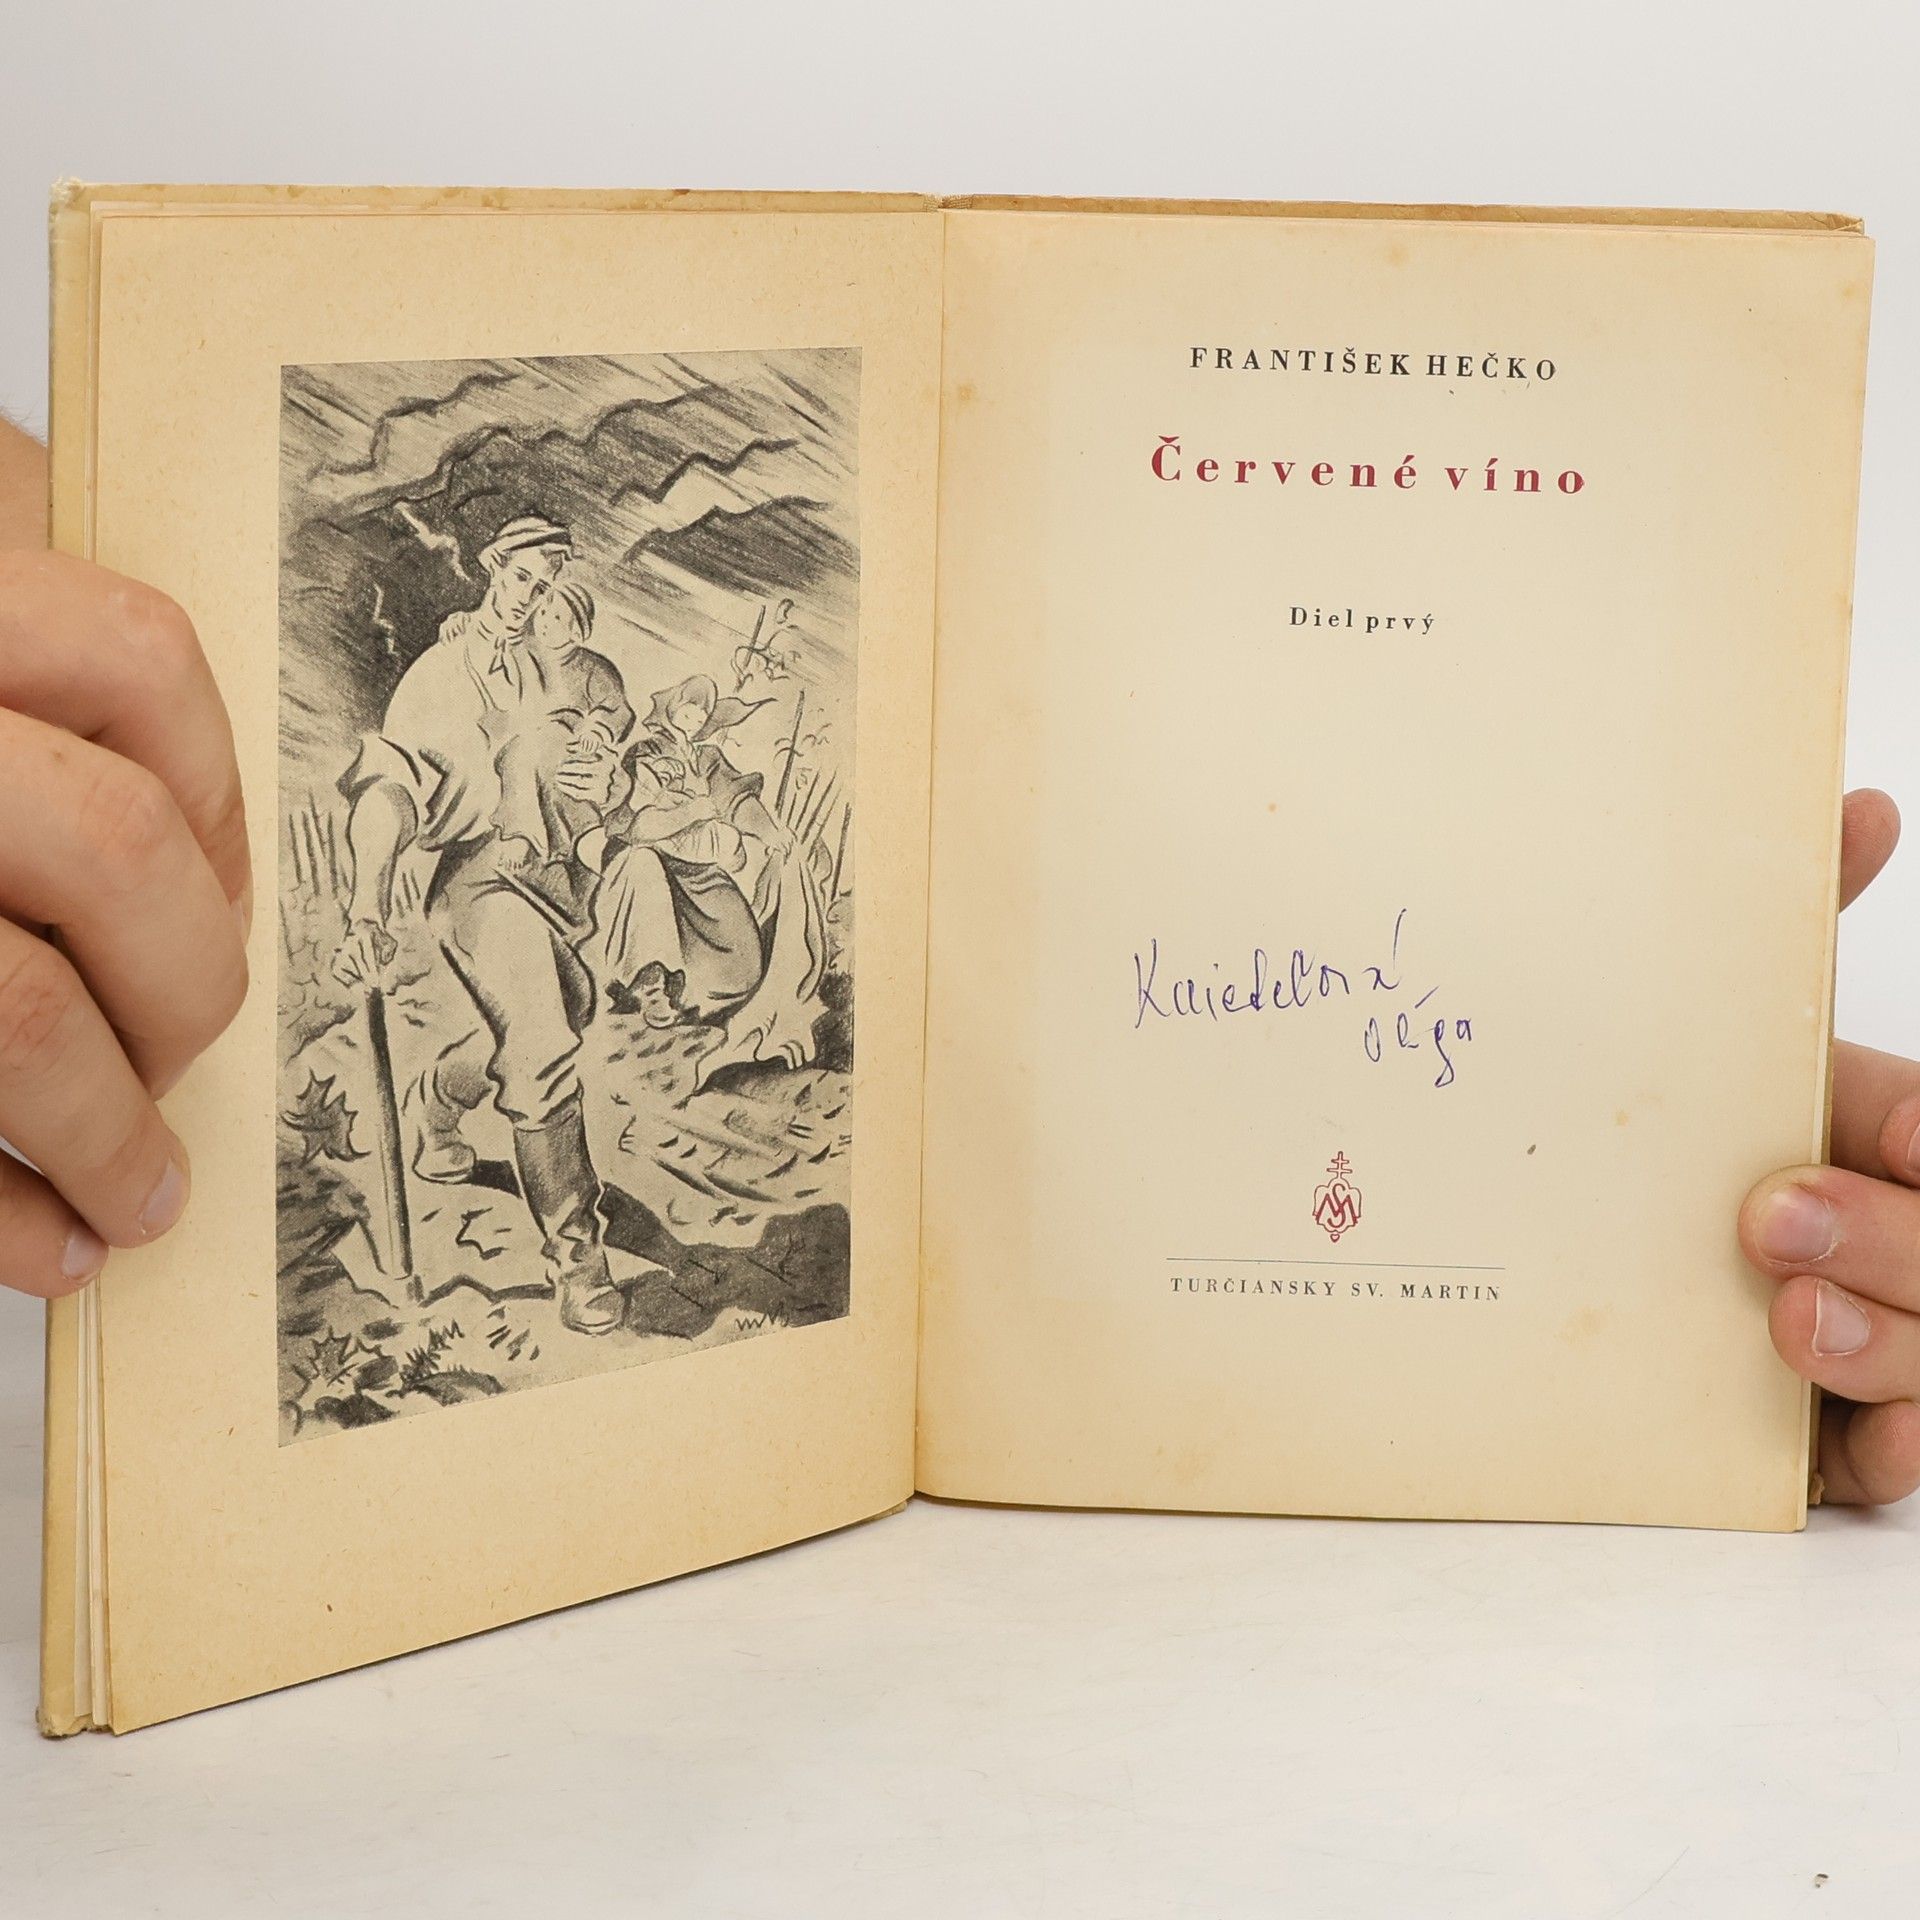 FRANTIŠEK HEČKO
Červené víno
Diel prvý
Olga
TURČIANSKY SV. MARTIN